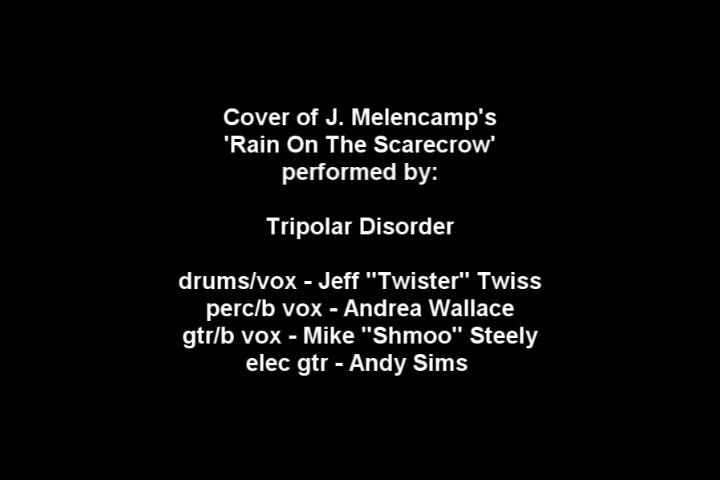 Cover of J. Melencamp's
'Rain On The Scarecrow'
performed by:
Tripolar Disorder
drums/vox - Jeff "Twister" Twiss
perc/b vox - Andrea Wallace
gtr/b vox - Mike "Shmoo" Steely
elec gtr - Andy Sims